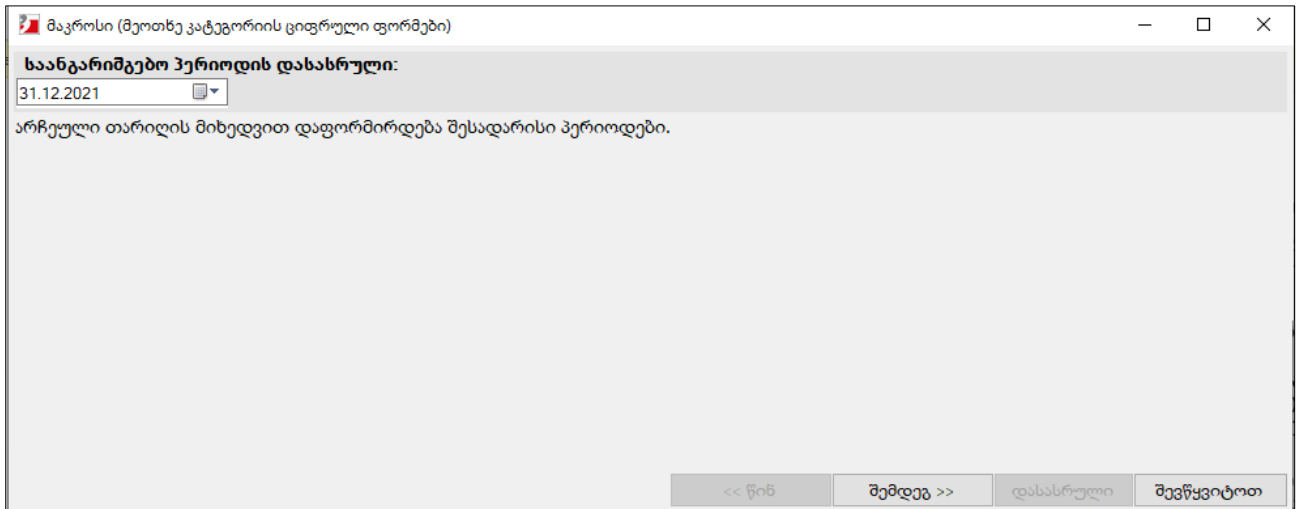 მაკროსი (მეოთხე კატეგორიის ციფრული ფორმები)
საანგარიშგებო პერიოდის დასასრული:
31.12.2021
არჩეული თარიღის მიხედვით დაფორმირდება შესადარისი პერიოდები.
<< წინ შემდეგ >> დასასრული შევწყვიტოთ